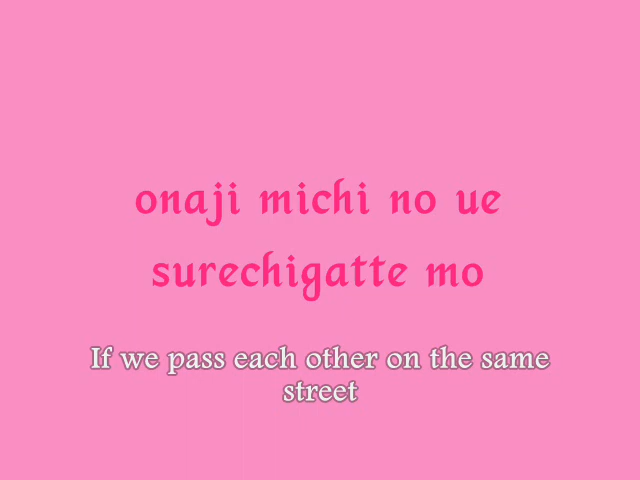 onaji michi no ue
surechigatte mo
If we pass each other on the same
street